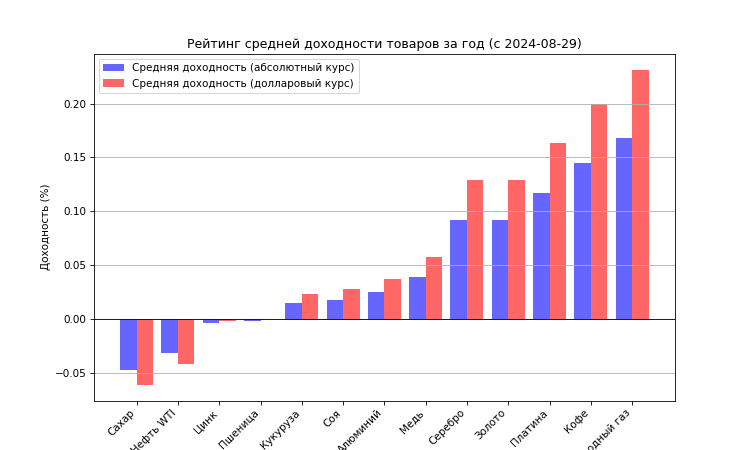 Рейтинг средней доходности товаров за год (с 2024-08-29)
Средняя доходность (абсолютный курс)
Средняя доходность (долларовый курс)
Доходность (%)
0.20
0.15
0.10
0.05
0.00
−0.05
Сахар
Нефть WTI
Цинк
Пшеница
Кукуруза
Соя
Алюминий
Медь
Серебро
Золото
Платина
Кофе
одный газ